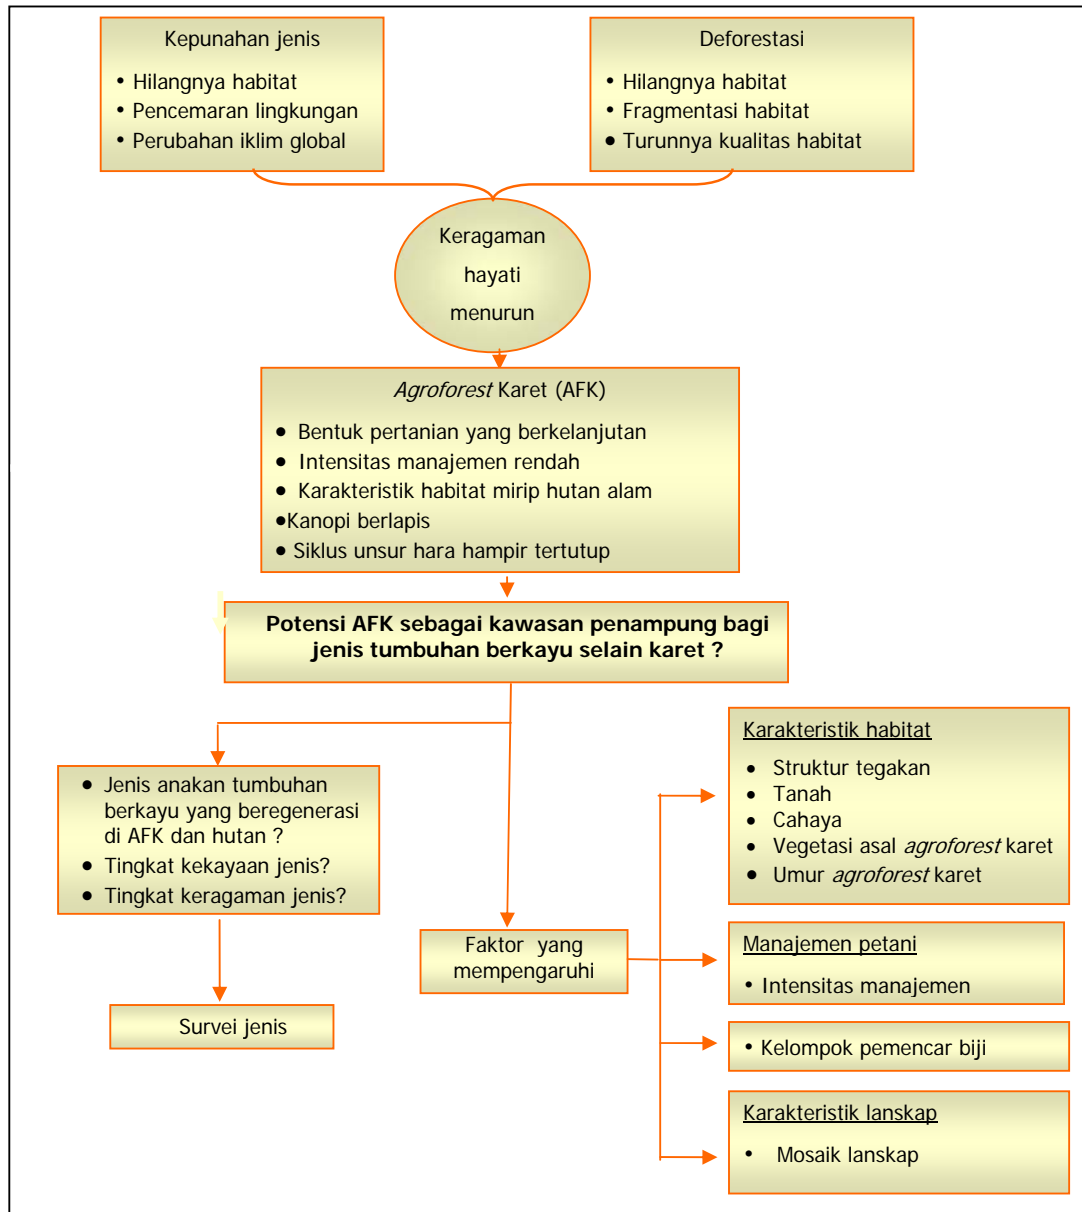 Kepunahan jenis
• Hilangnya habitat
• Pencemaran lingkungan
• Perubahan iklim global
Deforestasi
• Hilangnya habitat
• Fragmentasi habitat
• Turunnya kualitas habitat
Keragaman
hayati
menurun
Agroforest Karet (AFK)
• Bentuk pertanian yang berkelanjutan
• Intensitas manajemen rendah
• Karakteristik habitat mirip hutan alam
•Kanopi berlapis
• Siklus unsur hara hampir tertutup
Potensi AFK sebagai kawasan penampung bagi
jenis tumbuhan berkayu selain karet ?
• Jenis anakan tumbuhan
berkayu yang beregenerasi
di AFK dan hutan ?
• Tingkat kekayaan jenis?
• Tingkat keragaman jenis?
Survei jenis
Faktor yang
mempengaruhi
Karakteristik habitat
• Struktur tegakan
• Tanah
• Cahaya
• Vegetasi asal agroforest karet
• Umur agroforest karet
Manajemen petani
• Intensitas manajemen
• Kelompok pemencar biji
Karakteristik lanskap
• Mosaik lanskap